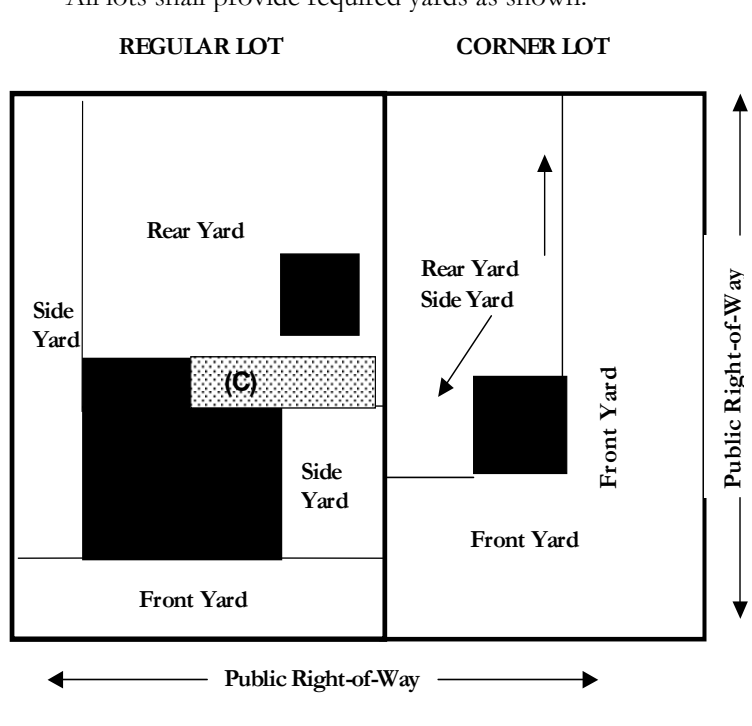 All lots shall provide required yards as shown.
REGULAR LOT
CORNER LOT
Rear Yard
Side
Yard
(C)
Side
Yard
Front Yard
Rear Yard
Side Yard
Front Yard
Front Yard
Public Right-of-Way
Public Right-of-Way